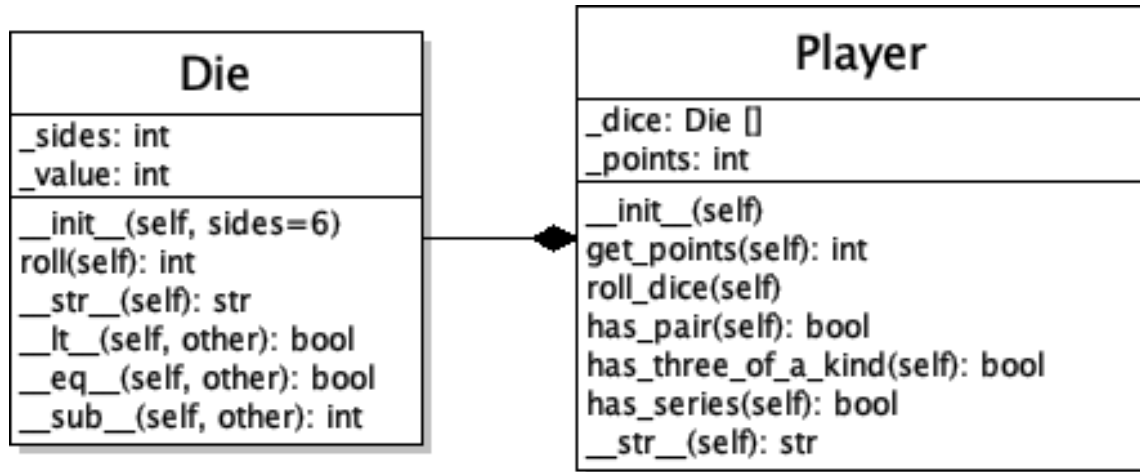 Die
_sides: int
_value: int
__init__(self, sides=6)
roll(self): int
__str__(self): str
__lt__(self, other): bool
__eq__(self, other): bool
__sub__(self, other): int
Player
_dice: Die []
_points: int
__init__(self)
get_points(self): int
roll_dice(self)
has_pair(self): bool
has_three_of_a_kind(self): bool
has_series(self): bool
__str__(self): str